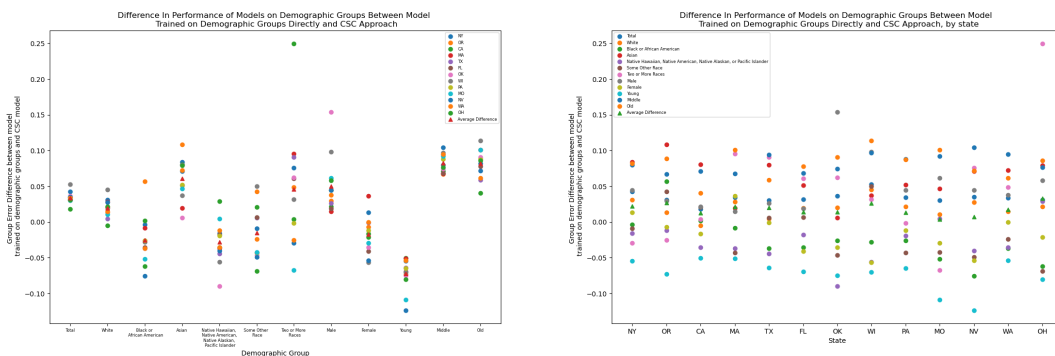 Difference In Performance of Models on Demographic Groups Between Model
Trained on Demographic Groups Directly and CSC Approach
Group Error Difference between model
trained on demographic groups and CSC model
0.25
0.20
0.15
0.10
0.05
0.00
−0.05
−0.10
NY
OR
CA
MA
TX
FL
OK
WI
PA
MO
NV
WA
OH
Average Difference
Total
White
Black or
African American
Asian
Native Hawaiian,
Native American,
Native Alaskan,
Pacific Islander
Some Other
Race
Two or More
Races
Male
Female
Young
Middle
Old
Demographic Group
Difference In Performance of Models on Demographic Groups Between Model
Trained on Demographic Groups Directly and CSC Approach, by state
Group Error Difference between model
trained on demographic groups and CSC model
0.25
0.20
0.15
0.10
0.05
0.00
−0.05
−0.10
Total
White
Black or African American
Asian
Native Hawaiian, Native American, Native Alaskan, or Pacific Islander
Some Other Race
Two or More Races
Male
Female
Young
Middle
Old
Average Difference
NY
OR
CA
MA
TX
FL
OK
WI
PA
MO
NV
WA
OH
State